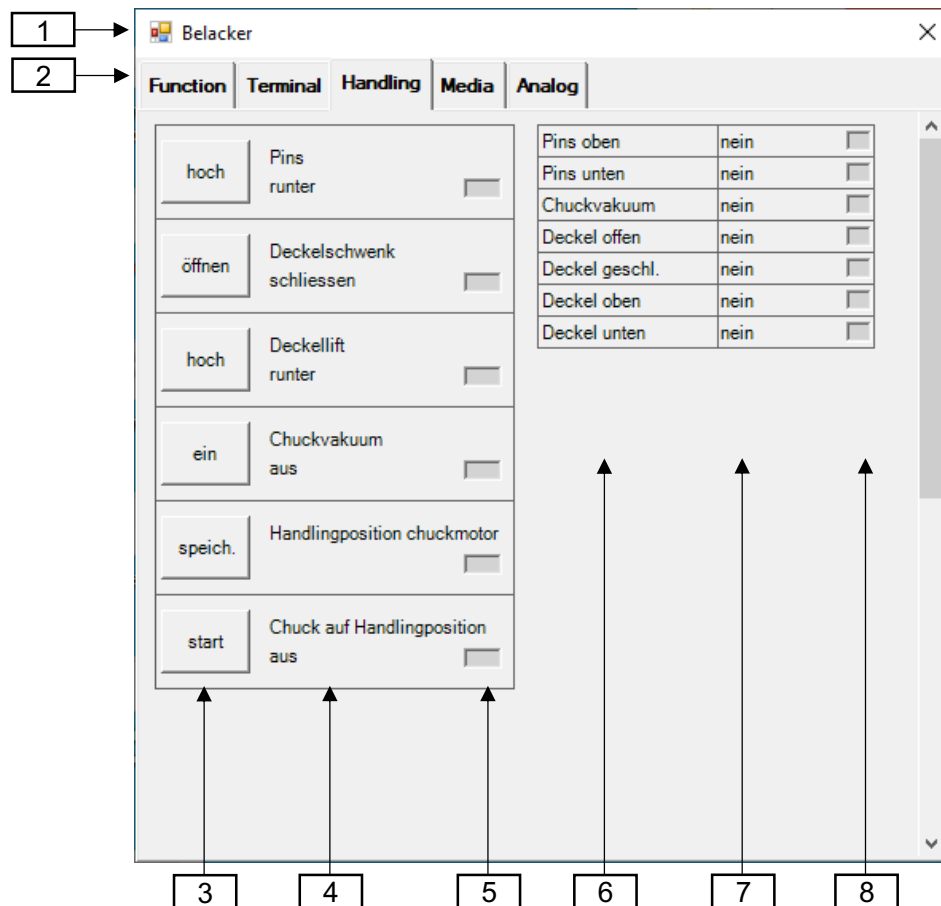 1
Belacker
2
Function Terminal Handling Media Analog
hoch
Pins
runter
öffnen
Deckelschwenk
schliessen
hoch
Deckellift
runter
ein
Chuckvakuum
aus
speich.
Handlingposition chuckmotor
start
Chuck auf Handlingposition
aus
Pins oben nein
Pins unten nein
Chuckvakuum nein
Deckel offen nein
Deckel geschl. nein
Deckel oben nein
Deckel unten nein
3 4 5 6 7 8